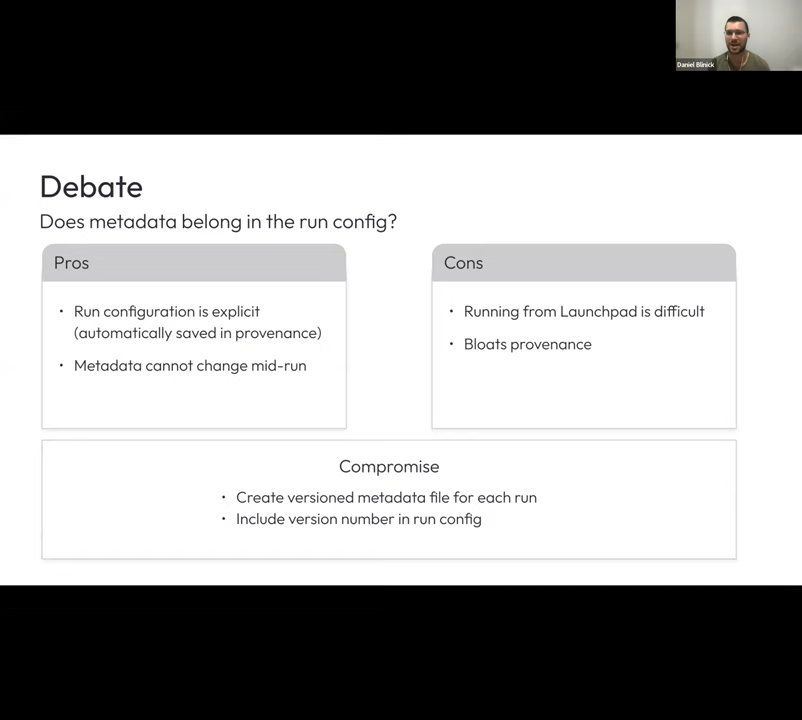 Daniel Blinick
Debate
Does metadata belong in the run config?
Pros
• Run configuration is explicit
(automatically saved in provenance)
• Metadata cannot change mid-run
Cons
• Running from Launchpad is difficult
• Bloats provenance
Compromise
• Create versioned metadata file for each run
• Include version number in run config